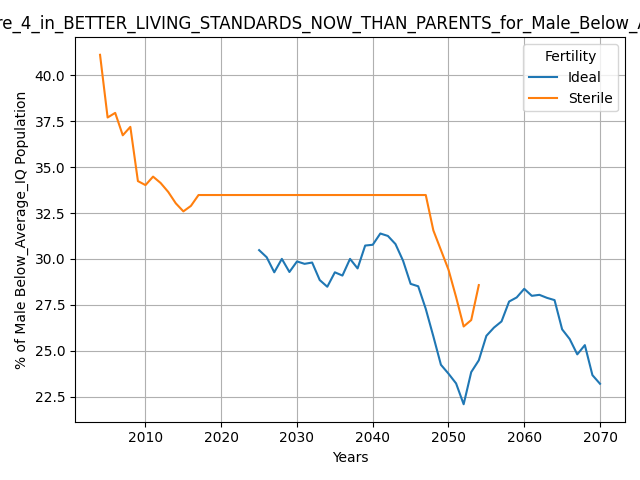 re_4_in_BETTER_LIVING_STANDARDS_NOW_THAN_PARENTS_for_Male_Below_A
Fertility
Ideal
Sterile
40.0
37.5
35.0
32.5
30.0
27.5
25.0
22.5
% of Male Below_Average_IQ Population
2010 2020 2030 2040 2050 2060 2070
Years